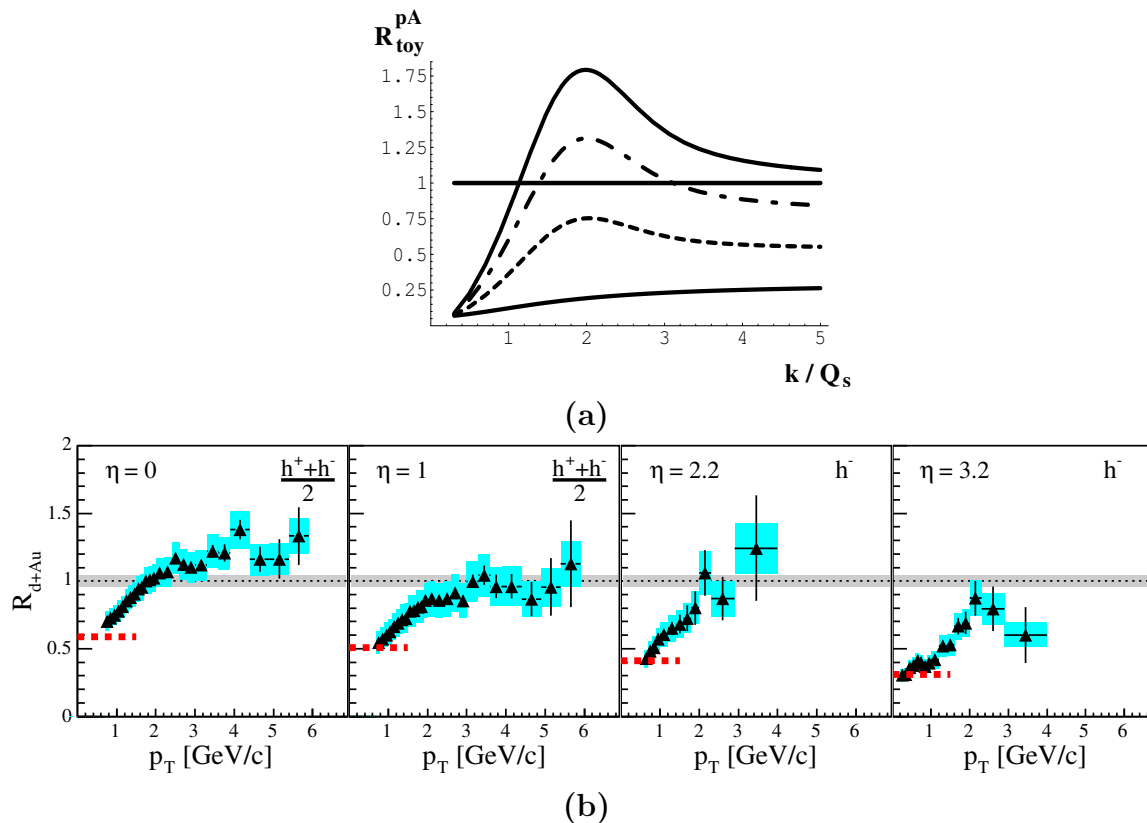 R^pA_toy
1.75
1.5
1.25
1
0.75
0.5
0.25
1 2 3 4 5
k / Q_s
(a)
2
1.5
1
0.5
0
R_d+Au
η = 0
h^+ + h^-
2
η = 1
h^+ + h^-
2
η = 2.2
h^-
η = 3.2
h^-
1 2 3 4 5 6
1 2 3 4 5 6
1 2 3 4 5 6
1 2 3 4 5 6
p_T [GeV/c]
p_T [GeV/c]
p_T [GeV/c]
p_T [GeV/c]
(b)